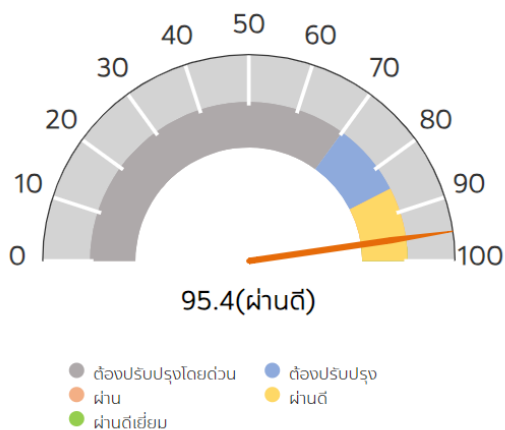 50
40
60
30
70
20
80
10
90
0
100
95.4(ผ่านดี)
ต้องปรับปรุงโดยด่วน
ต้องปรับปรุง
ผ่าน
ผ่านดี
ผ่านดีเยี่ยม